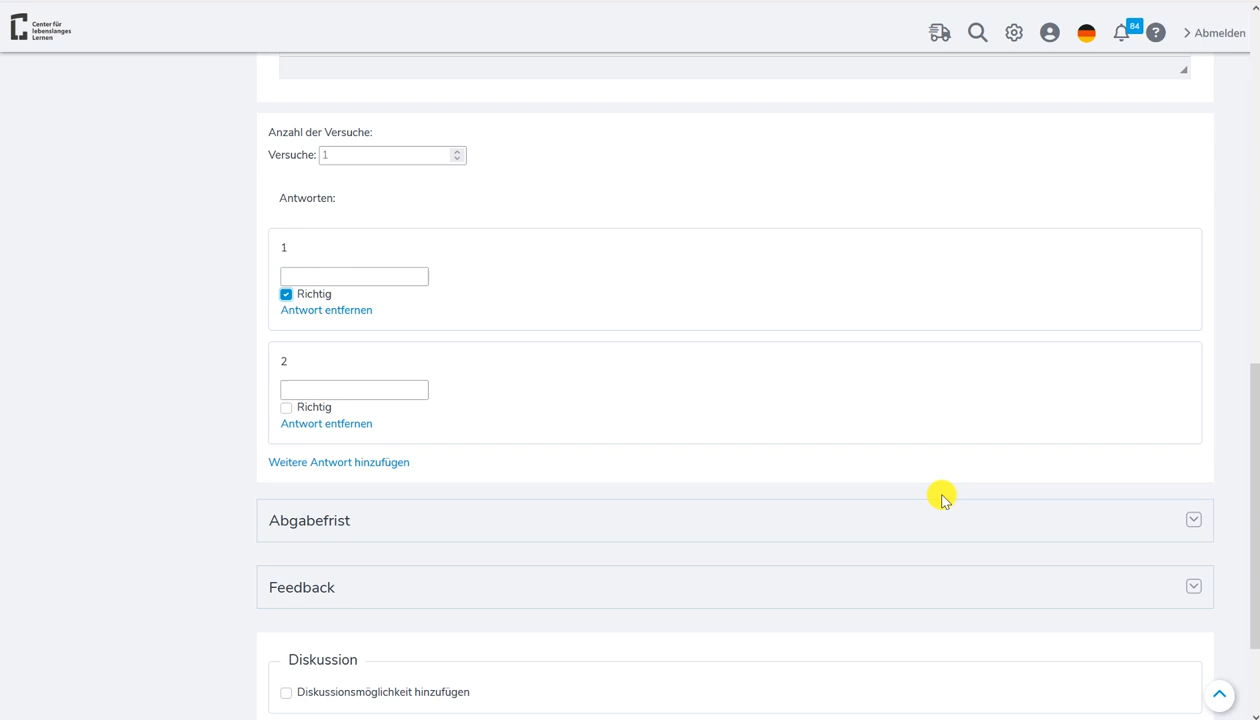 Center für
lebenslanges
Lernen
84
?
Abmelden
Anzahl der Versuche:
Versuche: 1
Antworten:
1
Richtig
Antwort entfernen
2
Richtig
Antwort entfernen
Weitere Antwort hinzufügen
Abgabefrist
Feedback
Diskussion
Diskussionsmöglichkeit hinzufügen